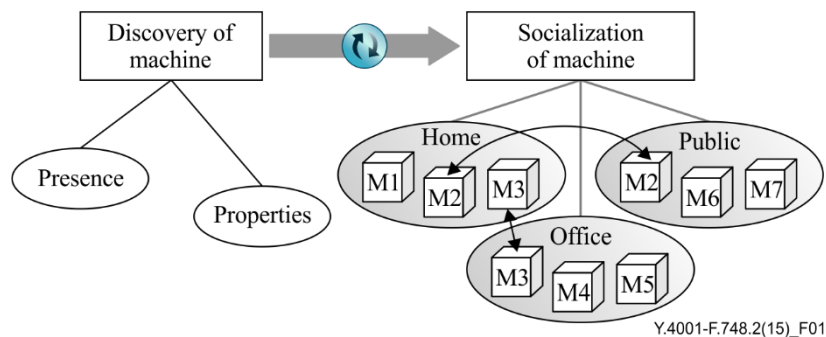 Discovery of
machine
Socialization
of machine
Presence
Properties
Home
M1
M2
M3
Public
M2
M6
M7
Office
M3
M4
M5
Y.4001-F.748.2(15)_F01